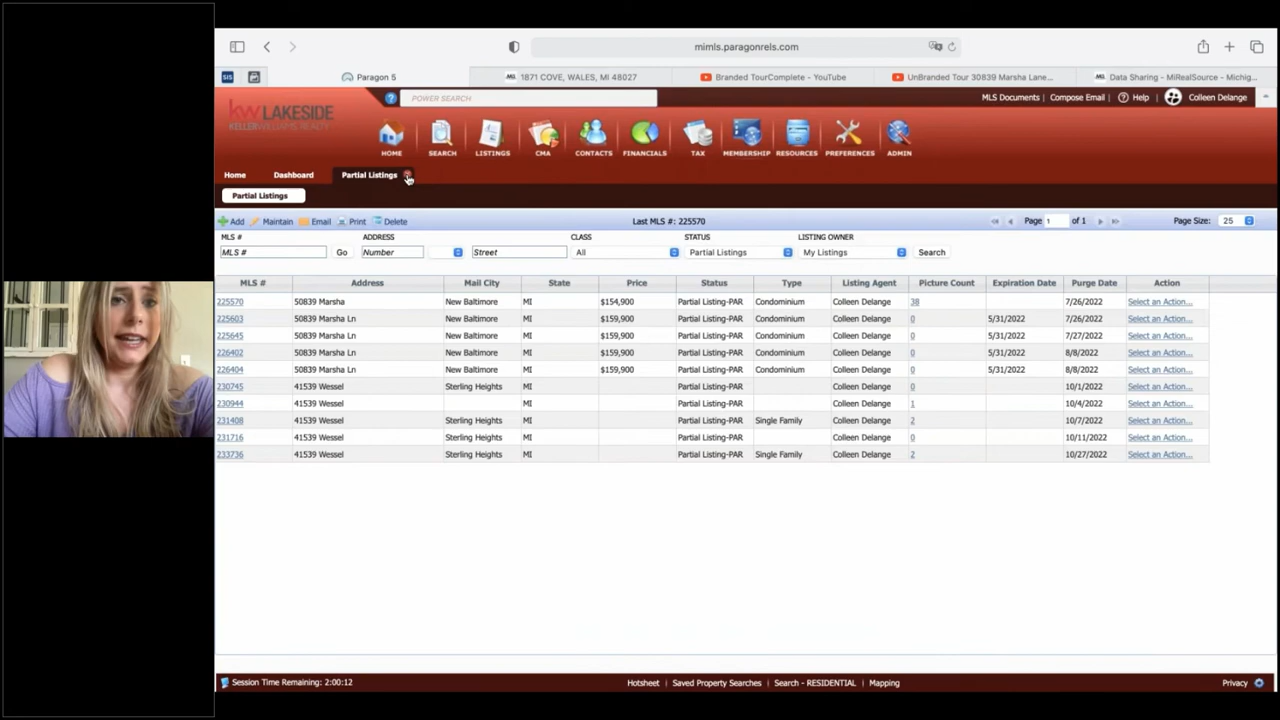 mimls.paragonrels.com
SIS Paragon 5 1871 COVE, WALES, MI 48027 Branded TourComplete - YouTube UnBranded Tour 30839 Marsha Lane... Data Sharing - MiRealSource - Michig...
POWER SEARCH MLS Documents | Compose Email | Help | Colleen Delange
kw LAKESIDE
HOME SEARCH LISTINGS CMA CONTACTS FINANCIALS TAX MEMBERSHIP RESOURCES PREFERENCES ADMIN
Home Dashboard Partial Listings
Partial Listings
Add Maintain Email Print Delete Last MLS #: 225570 Page 1 of 1 Page Size: 25
MLS # ADDRESS CLASS STATUS LISTING OWNER
MLS # Go Number Street All Partial Listings My Listings Search
MLS # Address Mail City State Price Status Type Listing Agent Picture Count Expiration Date Purge Date Action
225570 50839 Marsha New Baltimore MI $154,900 Partial Listing-PAR Condominium Colleen Delange 38 7/26/2022 Select an Action...
225603 50839 Marsha Ln New Baltimore MI $159,900 Partial Listing-PAR Condominium Colleen Delange 0 5/31/2022 7/26/2022 Select an Action...
225645 50839 Marsha Ln New Baltimore MI $159,900 Partial Listing-PAR Condominium Colleen Delange 0 5/31/2022 7/26/2022 Select an Action...
226402 50839 Marsha Ln New Baltimore MI $159,900 Partial Listing-PAR Condominium Colleen Delange 0 5/31/2022 8/8/2022 Select an Action...
226404 50839 Marsha Ln New Baltimore MI $159,900 Partial Listing-PAR Condominium Colleen Delange 0 5/31/2022 8/8/2022 Select an Action...
230745 41539 Wessel Sterling Heights MI Partial Listing-PAR Colleen Delange 0 10/1/2022 Select an Action...
230944 41539 Wessel MI Partial Listing-PAR Colleen Delange 1 10/4/2022 Select an Action...
231408 41539 Wessel Sterling Heights MI Partial Listing-PAR Single Family Colleen Delange 2 10/7/2022 Select an Action...
231716 41539 Wessel Sterling Heights MI Partial Listing-PAR Colleen Delange 0 10/11/2022 Select an Action...
233736 41539 Wessel Sterling Heights MI Partial Listing-PAR Single Family Colleen Delange 2 10/27/2022 Select an Action...
Session Time Remaining: 2:00:12 Hotsheet | Saved Property Searches | Search - RESIDENTIAL | Mapping Privacy